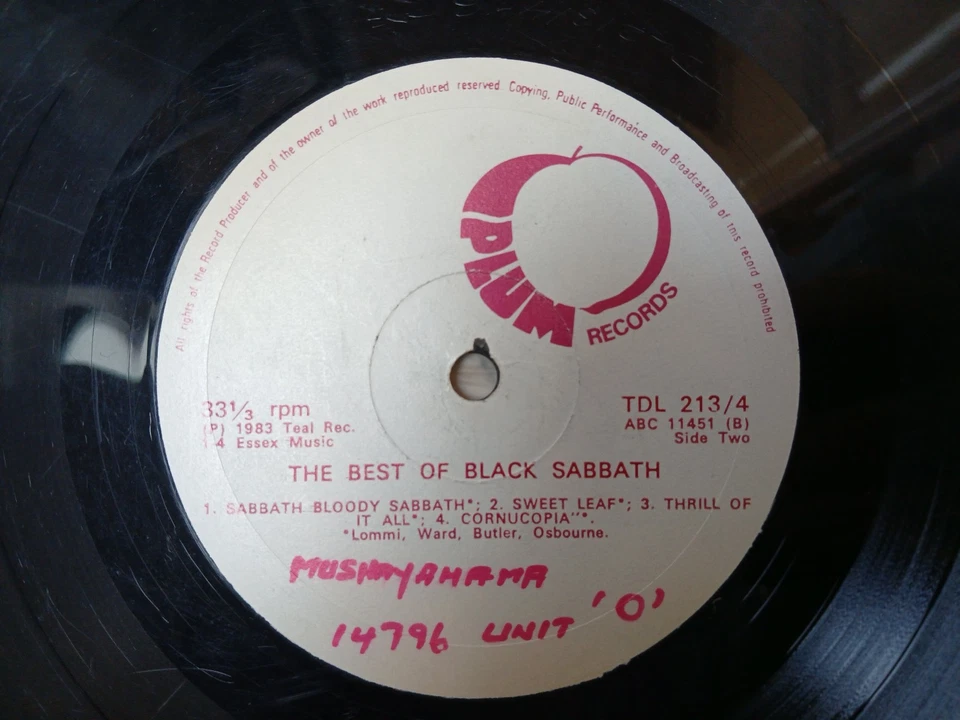 All rights of the Record Producer and of the owner of the work reproduced reserved. Copying, Public Performance and Broadcasting of this record prohibited
PLUM
RECORDS
33⅓ rpm
(P) 1983 Teal Rec.
1-4 Essex Music
TDL 213/4
ABC 11451 (B)
Side Two
THE BEST OF BLACK SABBATH
1. SABBATH BLOODY SABBATH*; 2. SWEET LEAF*; 3. THRILL OF
IT ALL*; 4. CORNUCOPIA"*.
*Lommi, Ward, Butler, Osbourne.
MUSHAYAHAMA
14796 UNIT 'O'